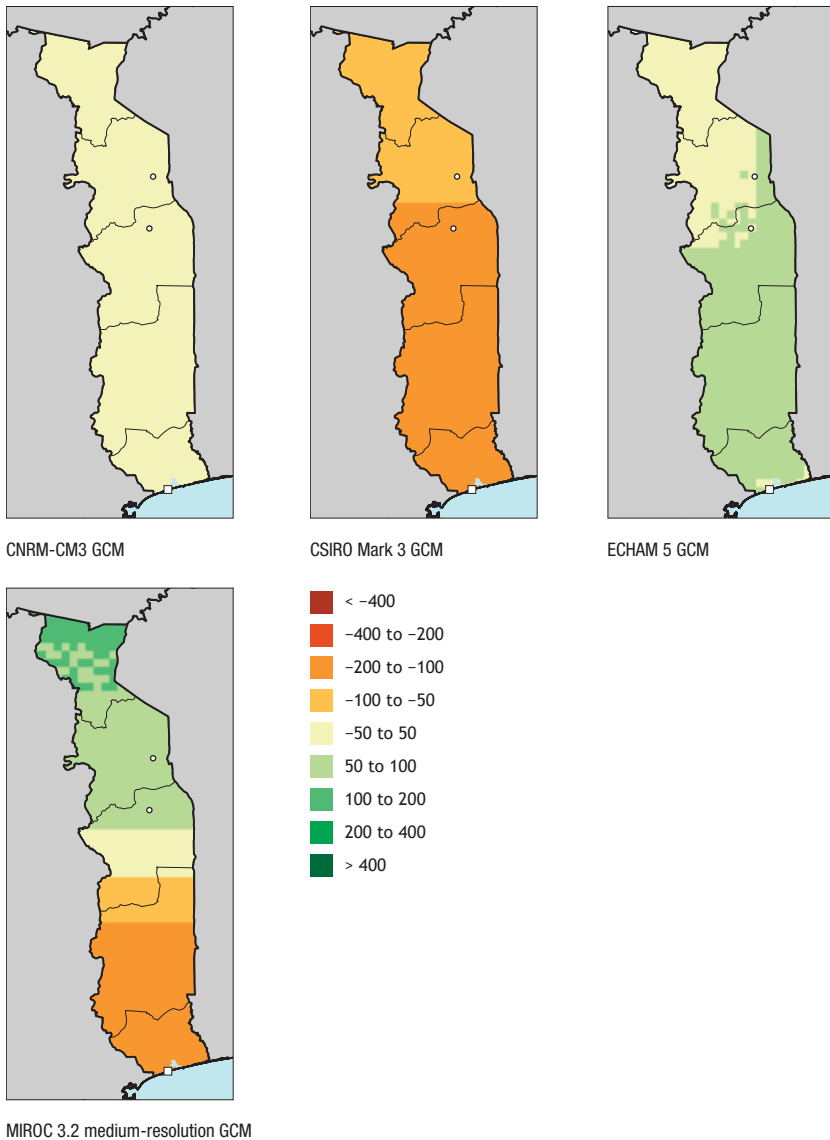 CNRM-CM3 GCM
CSIRO Mark 3 GCM
ECHAM 5 GCM
< −400
−400 to −200
−200 to −100
−100 to −50
−50 to 50
50 to 100
100 to 200
200 to 400
> 400
MIROC 3.2 medium-resolution GCM